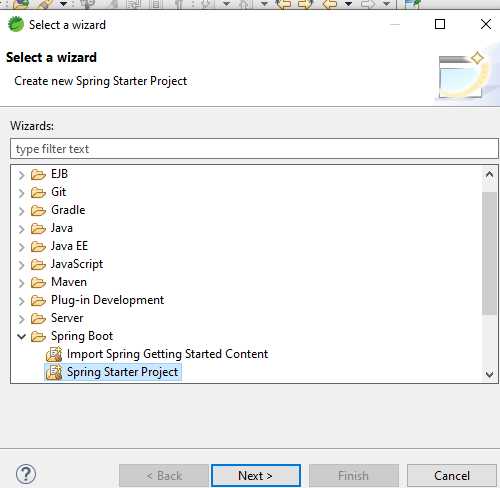 Select a wizard
Select a wizard
Create new Spring Starter Project
Wizards:
type filter text
EJB
Git
Gradle
Java
Java EE
JavaScript
Maven
Plug-in Development
Server
Spring Boot
Import Spring Getting Started Content
Spring Starter Project
? < Back Next > Finish Cancel